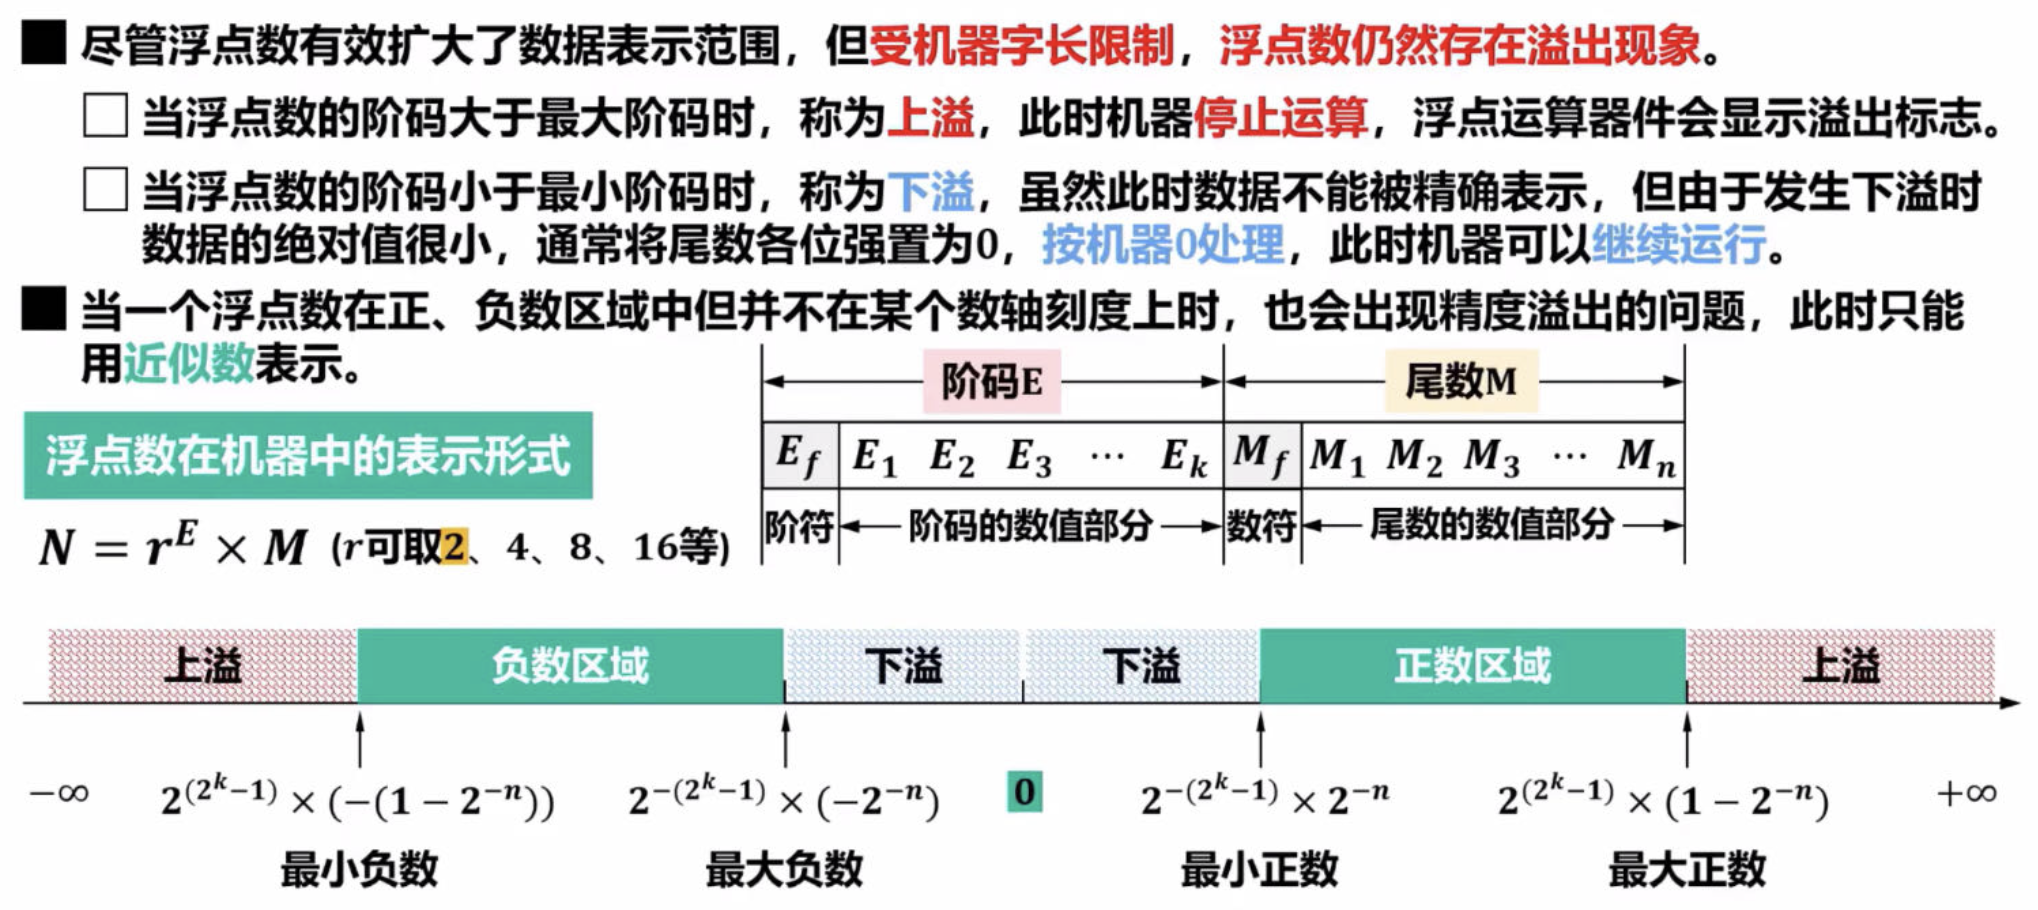 尽管浮点数有效扩大了数据表示范围，但受机器字长限制，浮点数仍然存在溢出现象。
当浮点数的阶码大于最大阶码时，称为上溢，此时机器停止运算，浮点运算器件会显示溢出标志。
当浮点数的阶码小于最小阶码时，称为下溢，虽然此时数据不能被精确表示，但由于发生下溢时
数据的绝对值很小，通常将尾数各位强置为0，按机器0处理，此时机器可以继续运行。
当一个浮点数在正、负数区域中但并不在某个数轴刻度上时，也会出现精度溢出的问题，此时只能
用近似数表示。
阶码E 尾数M
浮点数在机器中的表示形式
E_f E_1 E_2 E_3 ⋯ E_k M_f M_1 M_2 M_3 ⋯ M_n
阶符 阶码的数值部分 数符 尾数的数值部分
N = r^E × M (r可取2、4、8、16等)
上溢 负数区域 下溢 下溢 正数区域 上溢
−∞ 2^(2^k−1) × (−(1 − 2^−n)) 2^−(2^k−1) × (−2^−n) 0 2^−(2^k−1) × 2^−n 2^(2^k−1) × (1 − 2^−n) +∞
最小负数 最大负数 最小正数 最大正数